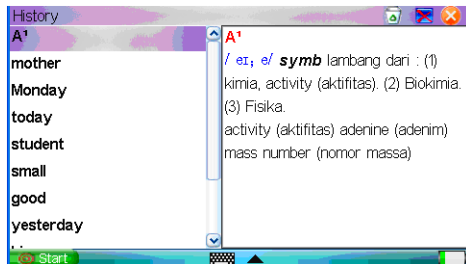 History
A¹
mother
Monday
today
student
small
good
yesterday
A¹
/ eɪ; e/ symb lambang dari : (1)
kimia, activity (aktifitas). (2) Biokimia.
(3) Fisika.
activity (aktifitas) adenine (adenim)
mass number (nomor massa)
Start